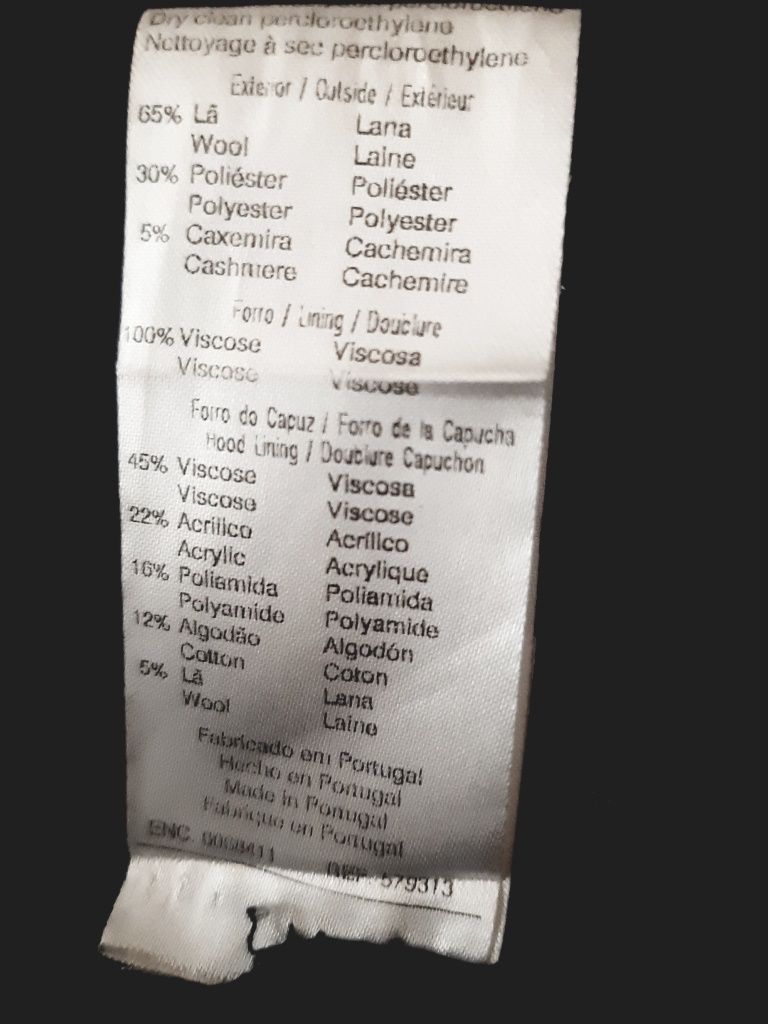 percloroetileno
Dry clean percloroethylene
Nettoyage à sec percloroethylene
Exterior / Outside / Extérieur
65% Lã Lana
Wool Laine
30% Poliéster Poliéster
Polyester Polyester
5% Caxemira Cachemira
Cashmere Cachemire
Forro / Lining / Doublure
100% Viscose Viscosa
Viscose Viscose
Forro do Capuz / Forro de la Capucha
Hood Lining / Doublure Capuchon
45% Viscose Viscosa
Viscose Viscose
22% Acrílico Acrílico
Acrylic Acrylique
16% Poliamida Poliamida
Polyamide Polyamide
12% Algodão Algodón
Cotton Coton
5% Lã Lana
Wool Laine
Fabricado em Portugal
Hecho en Portugal
Made in Portugal
Fabriqué en Portugal
ENC. REF. 579313